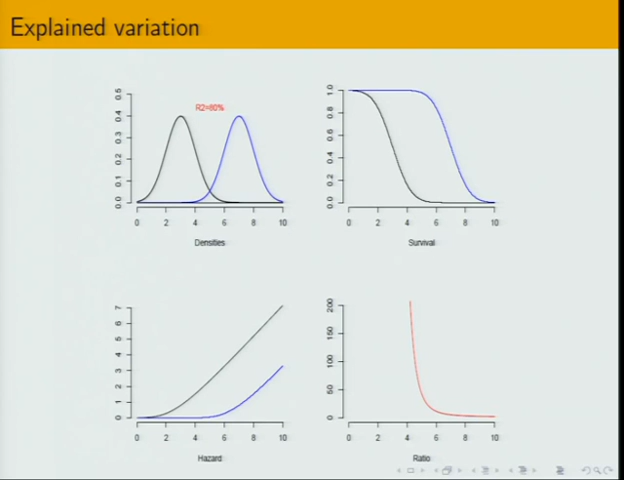 Explained variation
R2=80%
0.5
0.4
0.3
0.2
0.1
0.0
0 2 4 6 8 10
Densities
1.0
0.8
0.6
0.4
0.2
0.0
0 2 4 6 8 10
Survival
7
6
5
4
3
2
1
0
0 2 4 6 8 10
Hazard
200
150
100
50
0
0 2 4 6 8 10
Ratio